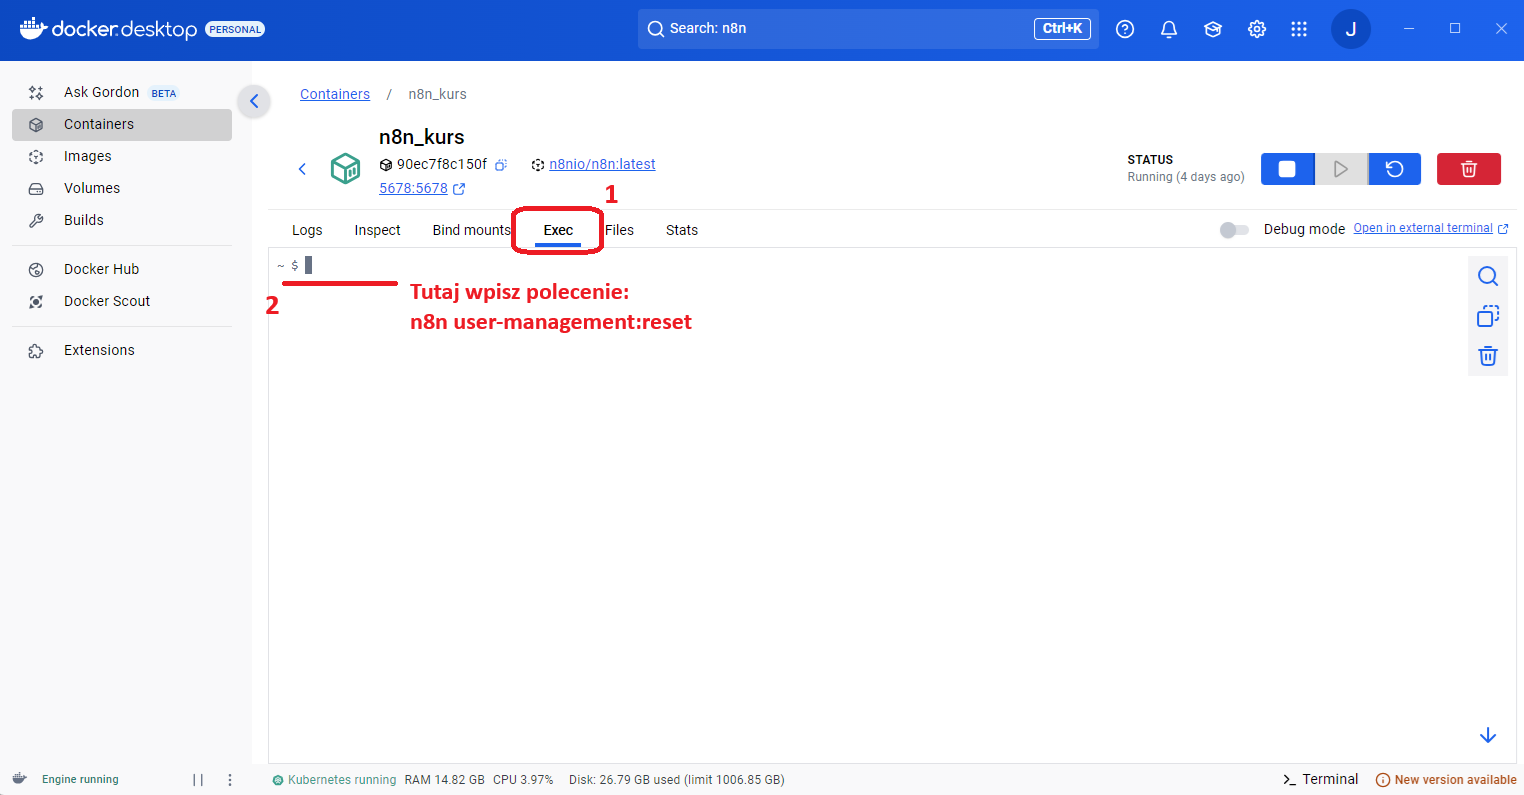 docker.desktop PERSONAL
Search: n8n Ctrl+K
J
Ask Gordon BETA
Containers
Images
Volumes
Builds
Docker Hub
Docker Scout
Extensions
Containers / n8n_kurs
n8n_kurs
90ec7f8c150f n8nio/n8n:latest
5678:5678
STATUS
Running (4 days ago)
1
Logs Inspect Bind mounts Exec Files Stats
Debug mode Open in external terminal
~ $
2
Tutaj wpisz polecenie:
n8n user-management:reset
Engine running
Kubernetes running RAM 14.82 GB CPU 3.97% Disk: 26.79 GB used (limit 1006.85 GB)
>_ Terminal New version available